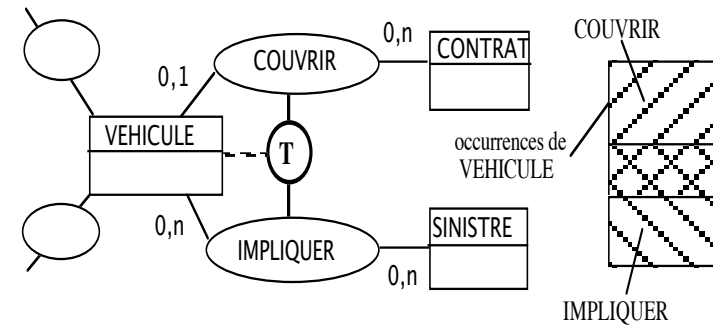 COUVRIR
0,n
COUVRIR
CONTRAT
0,1
VEHICULE
T
occurrences de
VEHICULE
0,n
IMPLIQUER
SINISTRE
0,n
IMPLIQUER